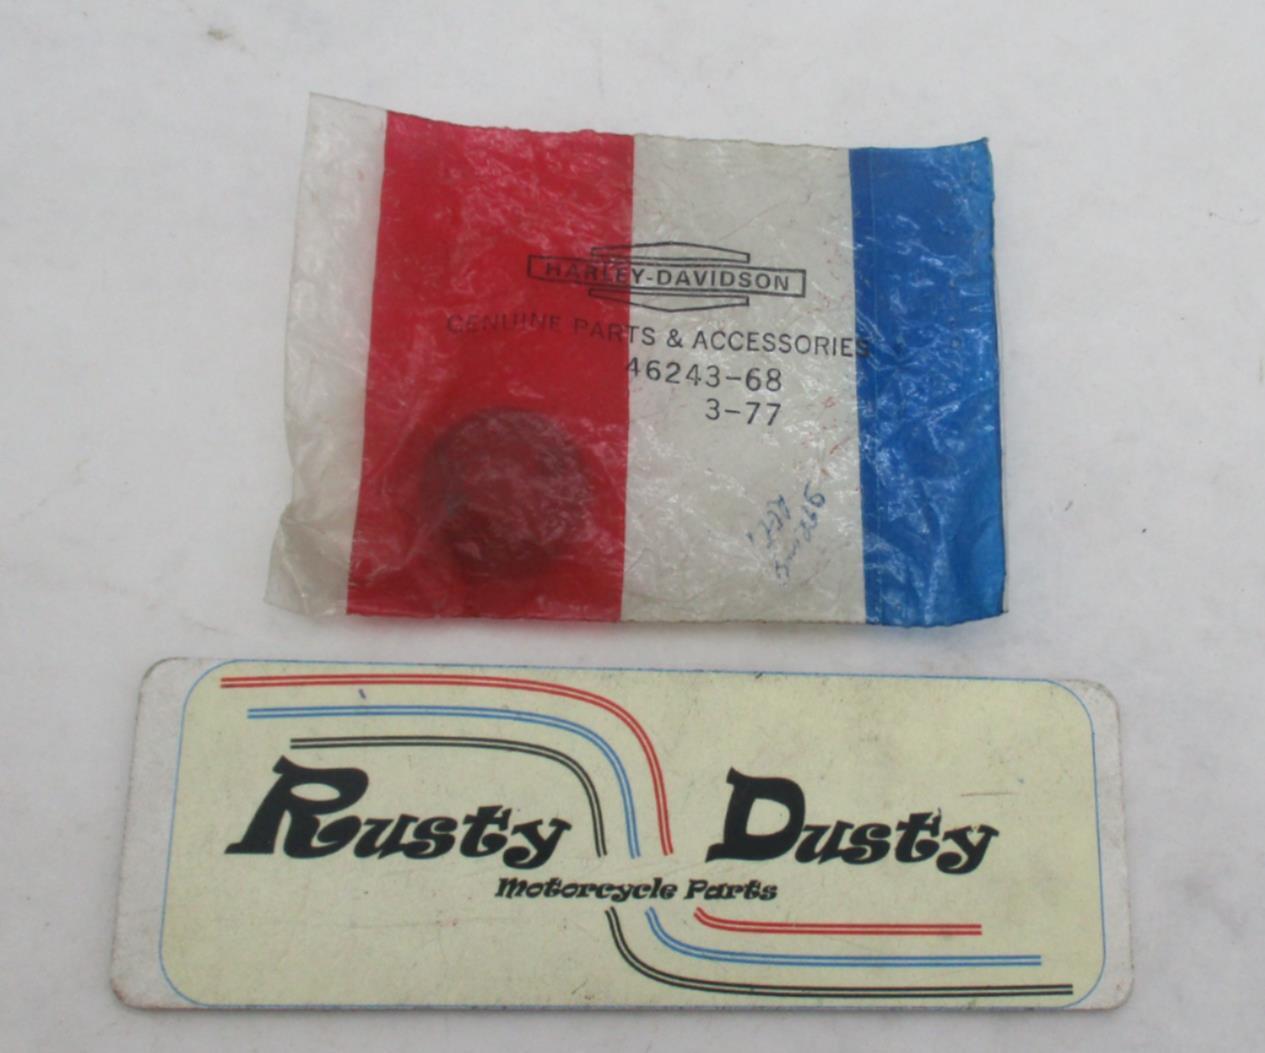 HARLEY-DAVIDSON
GENUINE PARTS & ACCESSORIES
46243-68
3-77
Rusty Dusty
Motorcycle Parts